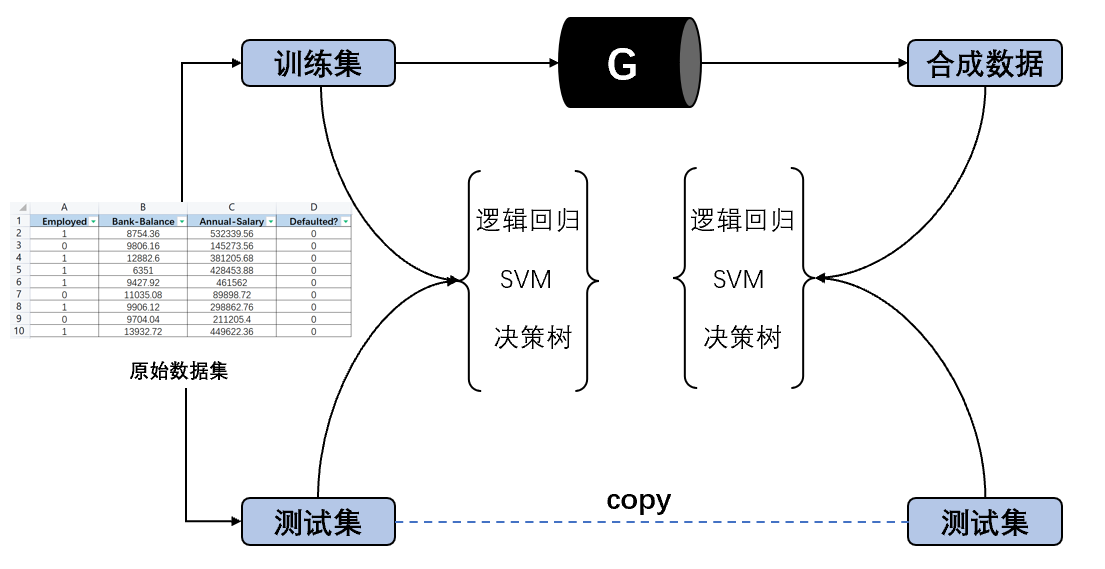 训练集
G
合成数据
A B C D
1 Employed Bank-Balance Annual-Salary Defaulted?
2 1 8754.36 532339.56 0
3 0 9806.16 145273.56 0
4 1 12882.6 381205.68 0
5 1 6351 428453.88 0
6 1 9427.92 461562 0
7 0 11035.08 89898.72 0
8 1 9906.12 298862.76 0
9 0 9704.04 211205.4 0
10 1 13932.72 449622.36 0
原始数据集
逻辑回归
SVM
决策树
逻辑回归
SVM
决策树
测试集
copy
测试集